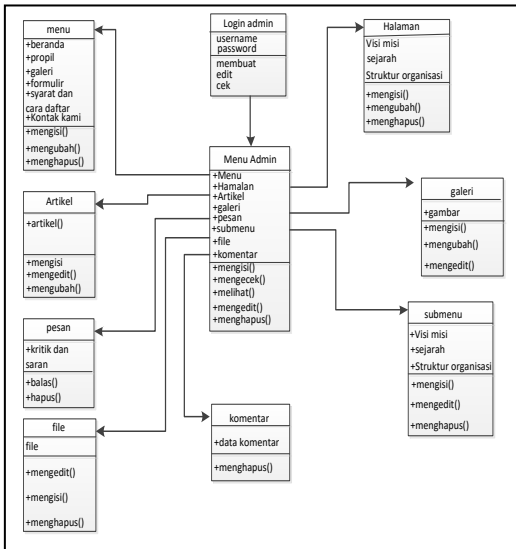 menu
+beranda
+propil
+galeri
+formulir
+syarat dan
cara daftar
+Kontak kami
+mengisi()
+mengubah()
+menghapus()
Login admin
username
password
membuat
edit
cek
Halaman
Visi misi
sejarah
Struktur organisasi
+mengisi()
+mengubah()
+menghapus()
Menu Admin
+Menu
+Hamalan
+Artikel
+galeri
+pesan
+submenu
+file
+komentar
+mengisi()
+mengecek()
+melihat()
+mengedit()
+menghapus()
Artikel
+artikel()
+mengisi
+mengedit()
+mengubah()
galeri
+gambar
+mengisi()
+mengubah()
+mengedit()
pesan
+kritik dan
saran
+balas()
+hapus()
submenu
+Visi misi
+sejarah
+Struktur organisasi
+mengisi()
+mengedit()
+menghapus()
file
file
+mengedit()
+mengisi()
+menghapus()
komentar
+data komentar
+menghapus()